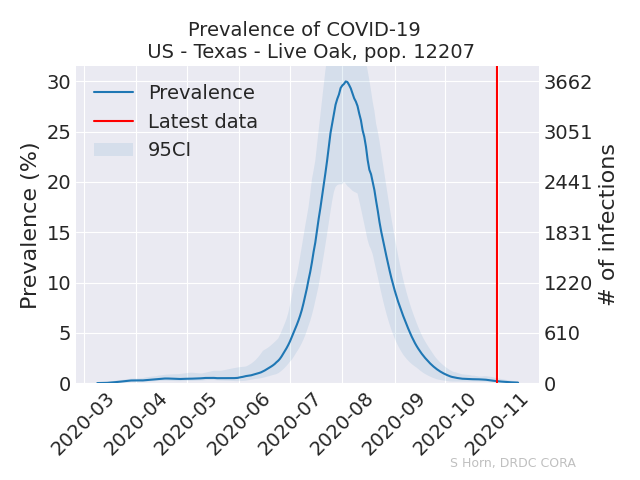 Prevalence of COVID-19
US - Texas - Live Oak, pop. 12207
Prevalence
Latest data
95CI
Prevalence (%)
30
25
20
15
10
5
0
3662
3051
2441
1831
1220
610
0
# of infections
2020-03
2020-04
2020-05
2020-06
2020-07
2020-08
2020-09
2020-10
2020-11
S Horn, DRDC CORA